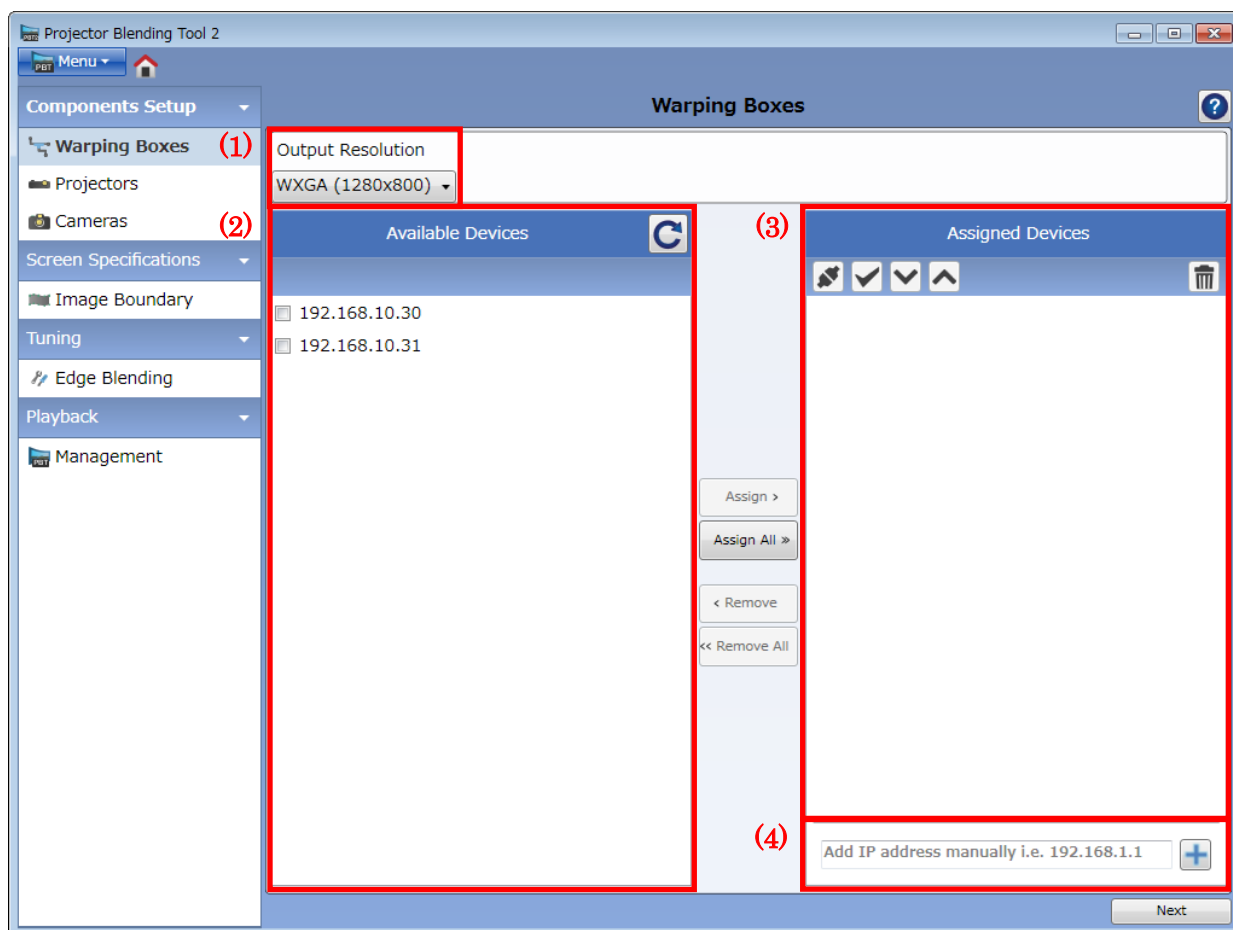 Projector Blending Tool 2
PBT Menu
Components Setup
Warping Boxes
Warping Boxes
(1)
Output Resolution
WXGA (1280x800)
Projectors
Cameras
(2)
Available Devices
(3)
Assigned Devices
Screen Specifications
Image Boundary
192.168.10.30
Tuning
192.168.10.31
Edge Blending
Playback
PBT Management
Assign >
Assign All »
< Remove
<< Remove All
(4)
Add IP address manually i.e. 192.168.1.1
Next